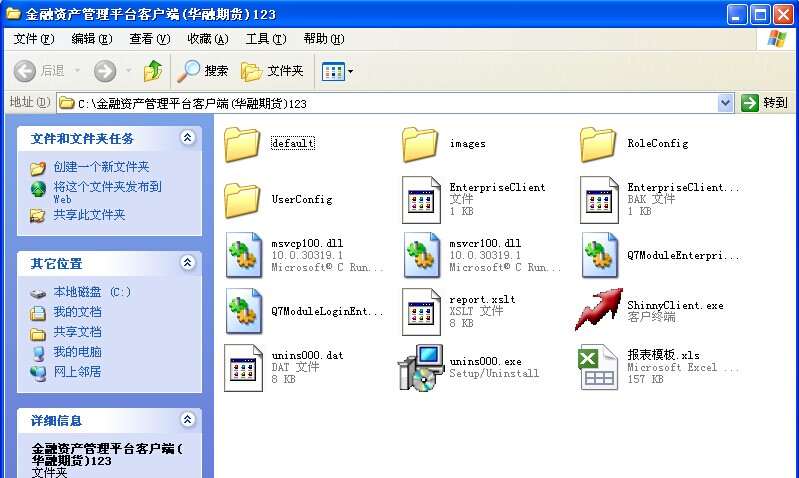 金融资产管理平台客户端(华融期货)123
文件(F) 编辑(E) 查看(V) 收藏(A) 工具(T) 帮助(H)
后退 搜索 文件夹
地址(D) C:\金融资产管理平台客户端(华融期货)123 转到
文件和文件夹任务
创建一个新文件夹
将这个文件夹发布到
Web
共享此文件夹
其它位置
本地磁盘 (C:)
我的文档
共享文档
我的电脑
网上邻居
详细信息
金融资产管理平台客户端(
华融期货)123
文件夹
default
images
RoleConfig
UserConfig
EnterpriseClient
文件
1 KB
EnterpriseClient...
BAK 文件
1 KB
msvcp100.dll
10.0.30319.1
Microsoft® C Run...
msvcr100.dll
10.0.30319.1
Microsoft® C Run...
Q7ModuleEnterpri...
Q7ModuleLoginEnt...
report.xslt
XSLT 文件
8 KB
ShinnyClient.exe
客户终端
unins000.dat
DAT 文件
8 KB
unins000.exe
Setup/Uninstall
报表模板.xls
Microsoft Excel ...
157 KB